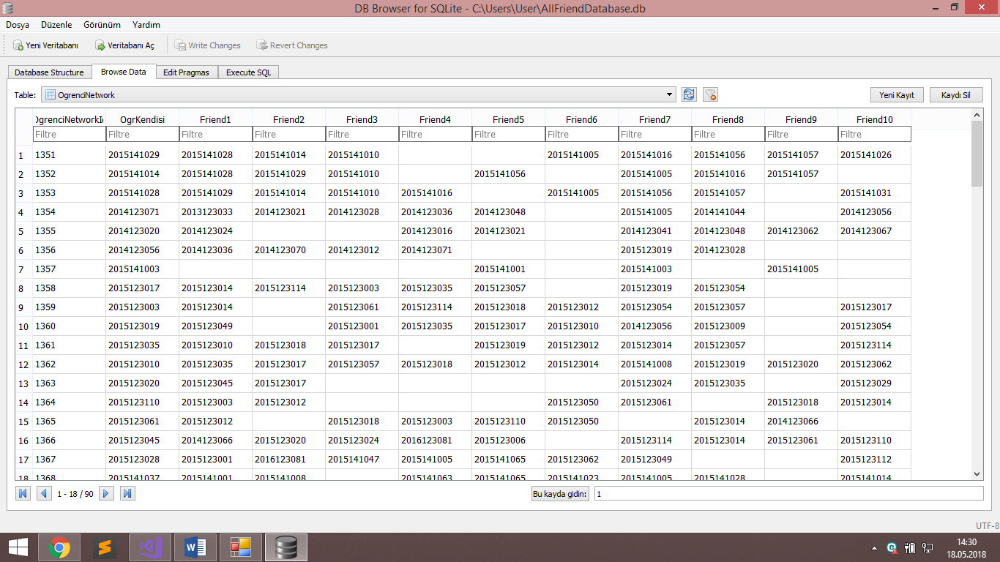 DB Browser for SQLite - C:\Users\User\AllFriendDatabase.db
Dosya Düzenle Görünüm Yardım
Yeni Veritabanı Veritabanı Aç Write Changes Revert Changes
Database Structure Browse Data Edit Pragmas Execute SQL
Table: OgrenciNetwork Yeni Kayıt Kaydı Sil
OgrenciNetworkId OgrKendisi Friend1 Friend2 Friend3 Friend4 Friend5 Friend6 Friend7 Friend8 Friend9 Friend10
Filtre Filtre Filtre Filtre Filtre Filtre Filtre Filtre Filtre Filtre Filtre Filtre
1 1351 2015141029 2015141028 2015141014 2015141010 2015141005 2015141016 2015141056 2015141057 2015141026
2 1352 2015141014 2015141028 2015141029 2015141010 2015141056 2015141005 2015141016 2015141057
3 1353 2015141028 2015141029 2015141014 2015141010 2015141016 2015141005 2015141056 2015141057 2015141031
4 1354 2014123071 2013123033 2014123021 2014123028 2014123036 2014123048 2015141005 2014141044 2014123056
5 1355 2014123020 2014123024 2014123016 2014123021 2014123041 2014123048 2014123062 2014123067
6 1356 2014123056 2014123036 2014123070 2014123012 2014123071 2015123019 2014123028
7 1357 2015141003 2015141001 2015141003 2015141005
8 1358 2015123017 2015123014 2015123114 2015123003 2015123035 2015123057 2015123019 2015123054
9 1359 2015123003 2015123014 2015123061 2015123114 2015123018 2015123012 2015123054 2015123057 2015123017
10 1360 2015123019 2015123049 2015123001 2015123035 2015123017 2015123010 2014123056 2015123009 2015123054
11 1361 2015123035 2015123010 2015123018 2015123017 2015123019 2015123012 2015123014 2015123057 2015123114
12 1362 2015123010 2015123035 2015123017 2015123057 2015123018 2015123012 2015123014 2015141008 2015123019 2015123020 2015123062
13 1363 2015123020 2015123045 2015123017 2015123024 2015123035 2015123029
14 1364 2015123110 2015123003 2015123012 2015123050 2015123061 2015123018 2015123014
15 1365 2015123061 2015123012 2015123018 2015123003 2015123110 2015123050 2015123014 2014123066
16 1366 2015123045 2014123066 2015123020 2015123024 2016123081 2015123006 2015123114 2015123014 2015123061 2015123110
17 1367 2015123028 2015123001 2016123081 2015141047 2015141005 2015141065 2015123062 2015123049 2015123112
18 1368 2015141037 2015141001 2015141008 2015141063 2015141065 2015141023 2015141005 2015141028 2015141014
1 - 18 / 90 Bu kayda gidin: 1
UTF-8
14:30
18.05.2018